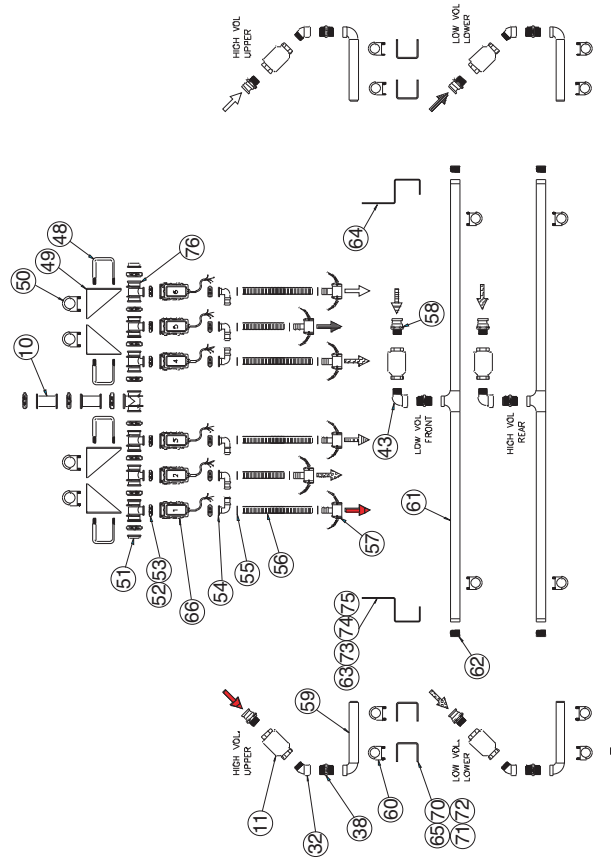 50
49
48
10
76
51
52 53
66
1
2
3
4
5
6
54
55
56
57
63 73 74 75
64
43
58
LOW VOL
FRONT
HIGH VOL
REAR
61
62
HIGH VOL.
UPPER
11
32
38
59
60
65 70
71 72
LOW VOL.
LOWER
HIGH VOL
UPPER
LOW VOL
LOWER